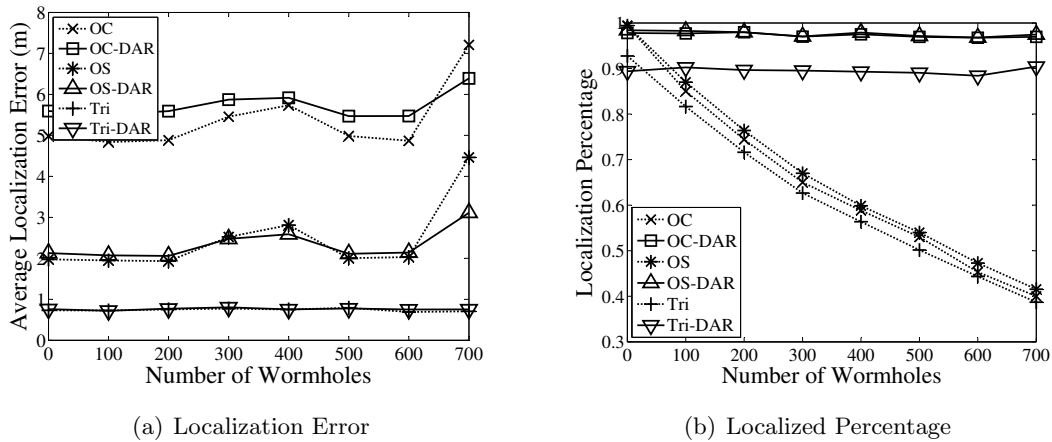 8
7
6
5
4
3
2
1
0
Average Localization Error (m)
OC
OC-DAR
OS
OS-DAR
Tri
Tri-DAR
0 100 200 300 400 500 600 700
Number of Wormholes
(a) Localization Error
1
0.9
0.8
0.7
0.6
0.5
0.4
0.3
Localization Percentage
OC
OC-DAR
OS
OS-DAR
Tri
Tri-DAR
0 100 200 300 400 500 600 700
Number of Wormholes
(b) Localized Percentage